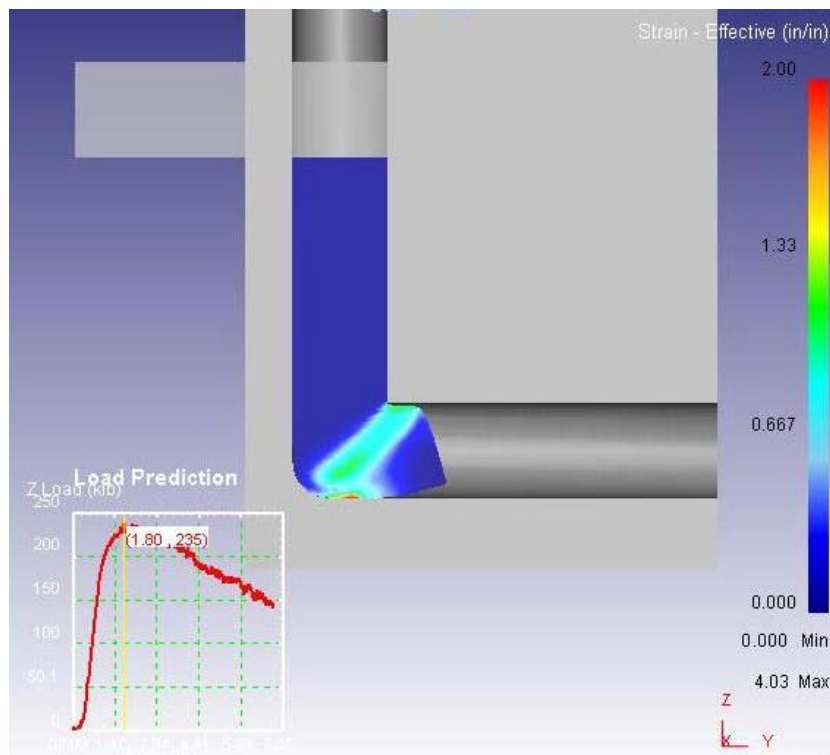 Strain - Effective (in/in)
2.00
1.33
0.667
0.000
0.000 Min
4.03 Max
Load Prediction
Z Load (klb)
250
(1.80 , 235)
200
150
100
50.1
0
Z
X Y